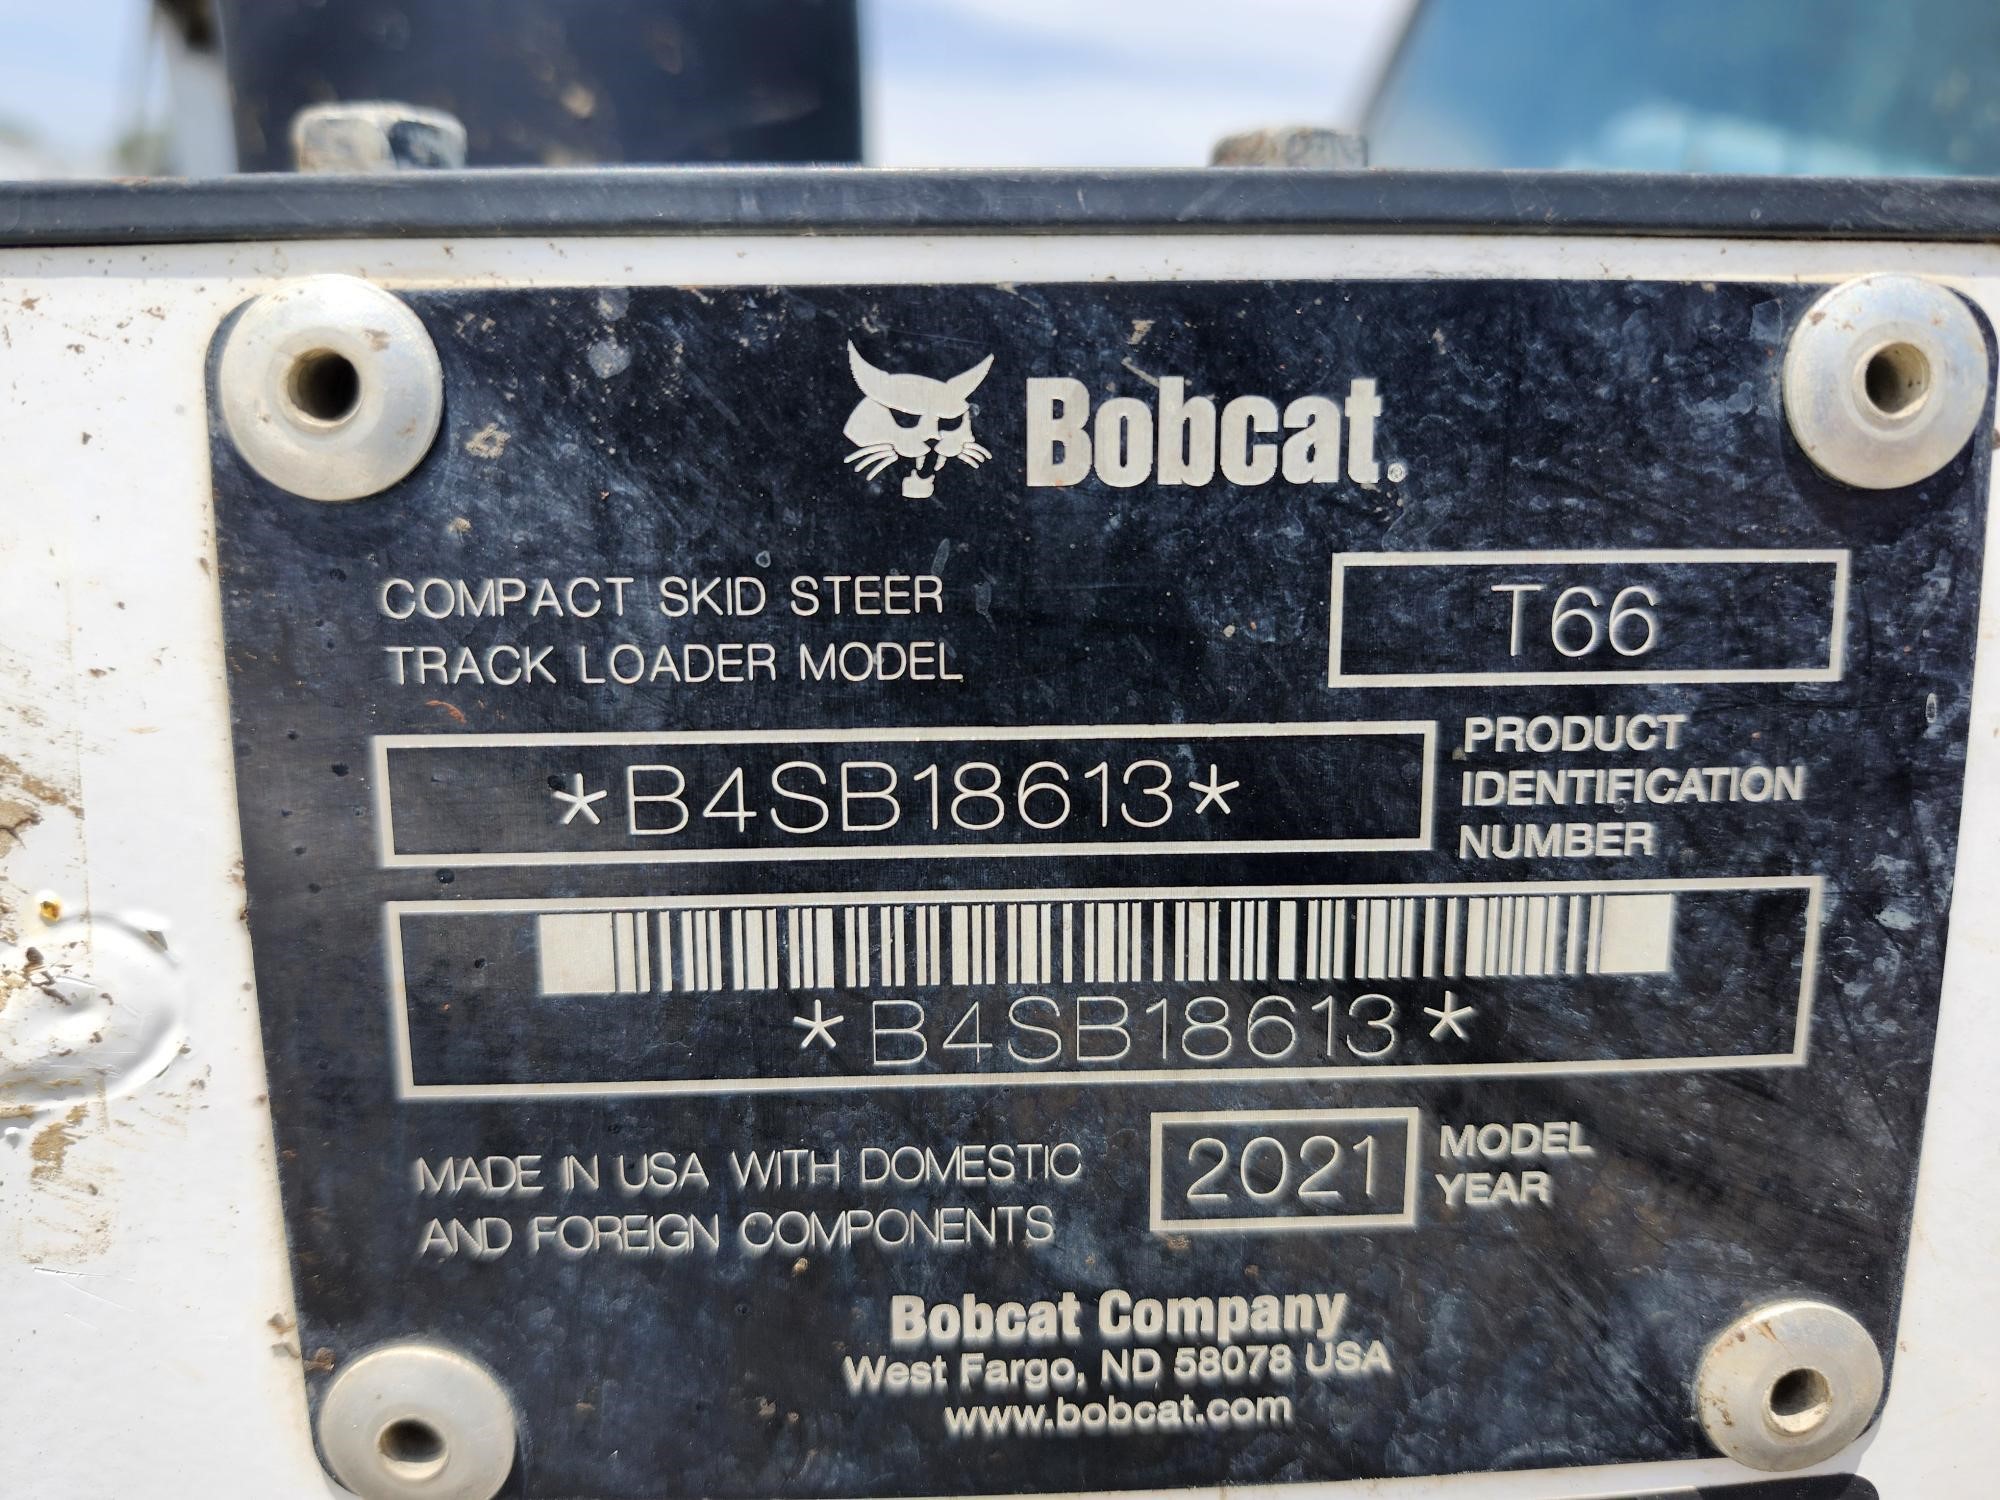 Bobcat®
COMPACT SKID STEER
TRACK LOADER MODEL
T66
*B4SB18613*
PRODUCT
IDENTIFICATION
NUMBER
*B4SB18613*
MADE IN USA WITH DOMESTIC
AND FOREIGN COMPONENTS
2021
MODEL
YEAR
Bobcat Company
West Fargo, ND 58078 USA
www.bobcat.com